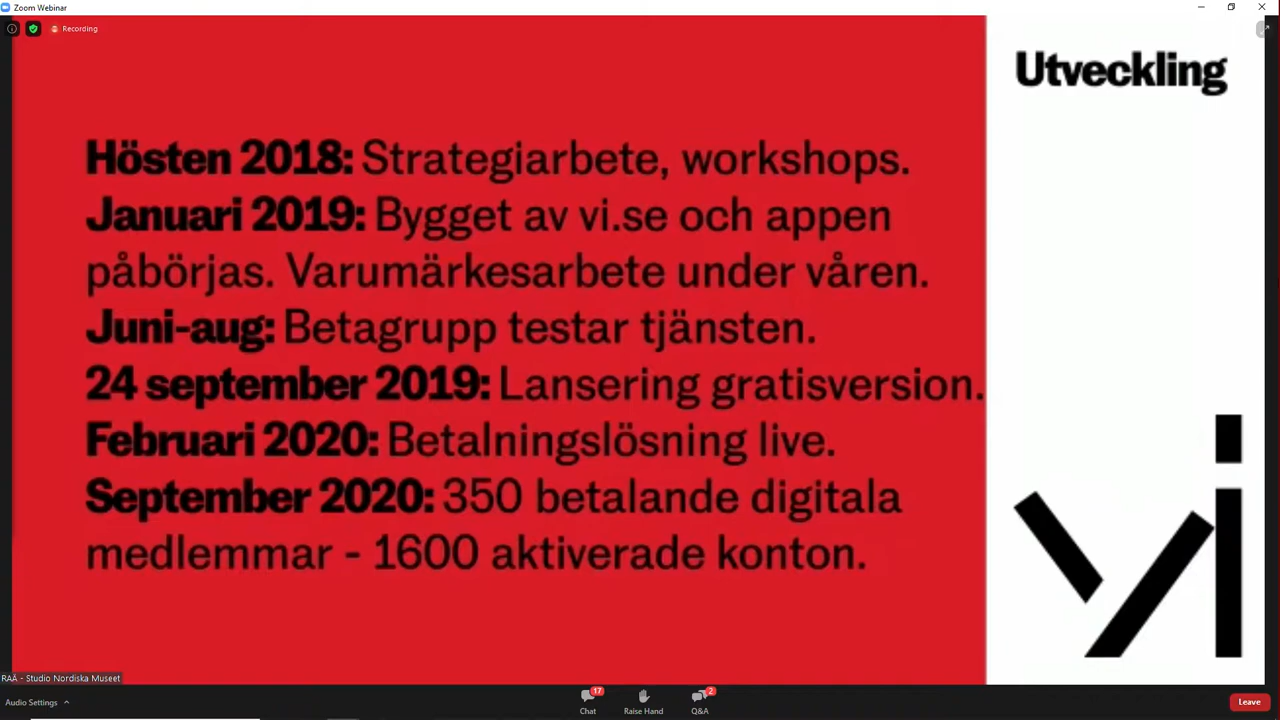 Zoom Webinar
Recording
Utveckling
Hösten 2018: Strategiarbete, workshops.
Januari 2019: Bygget av vi.se och appen
påbörjas. Varumärkesarbete under våren.
Juni-aug: Betagrupp testar tjänsten.
24 september 2019: Lansering gratisversion.
Februari 2020: Betalningslösning live.
September 2020: 350 betalande digitala
medlemmar - 1600 aktiverade konton.
vi
RAÄ - Studio Nordiska Museet
Audio Settings
17
Chat
Raise Hand
2
Q&A
Leave